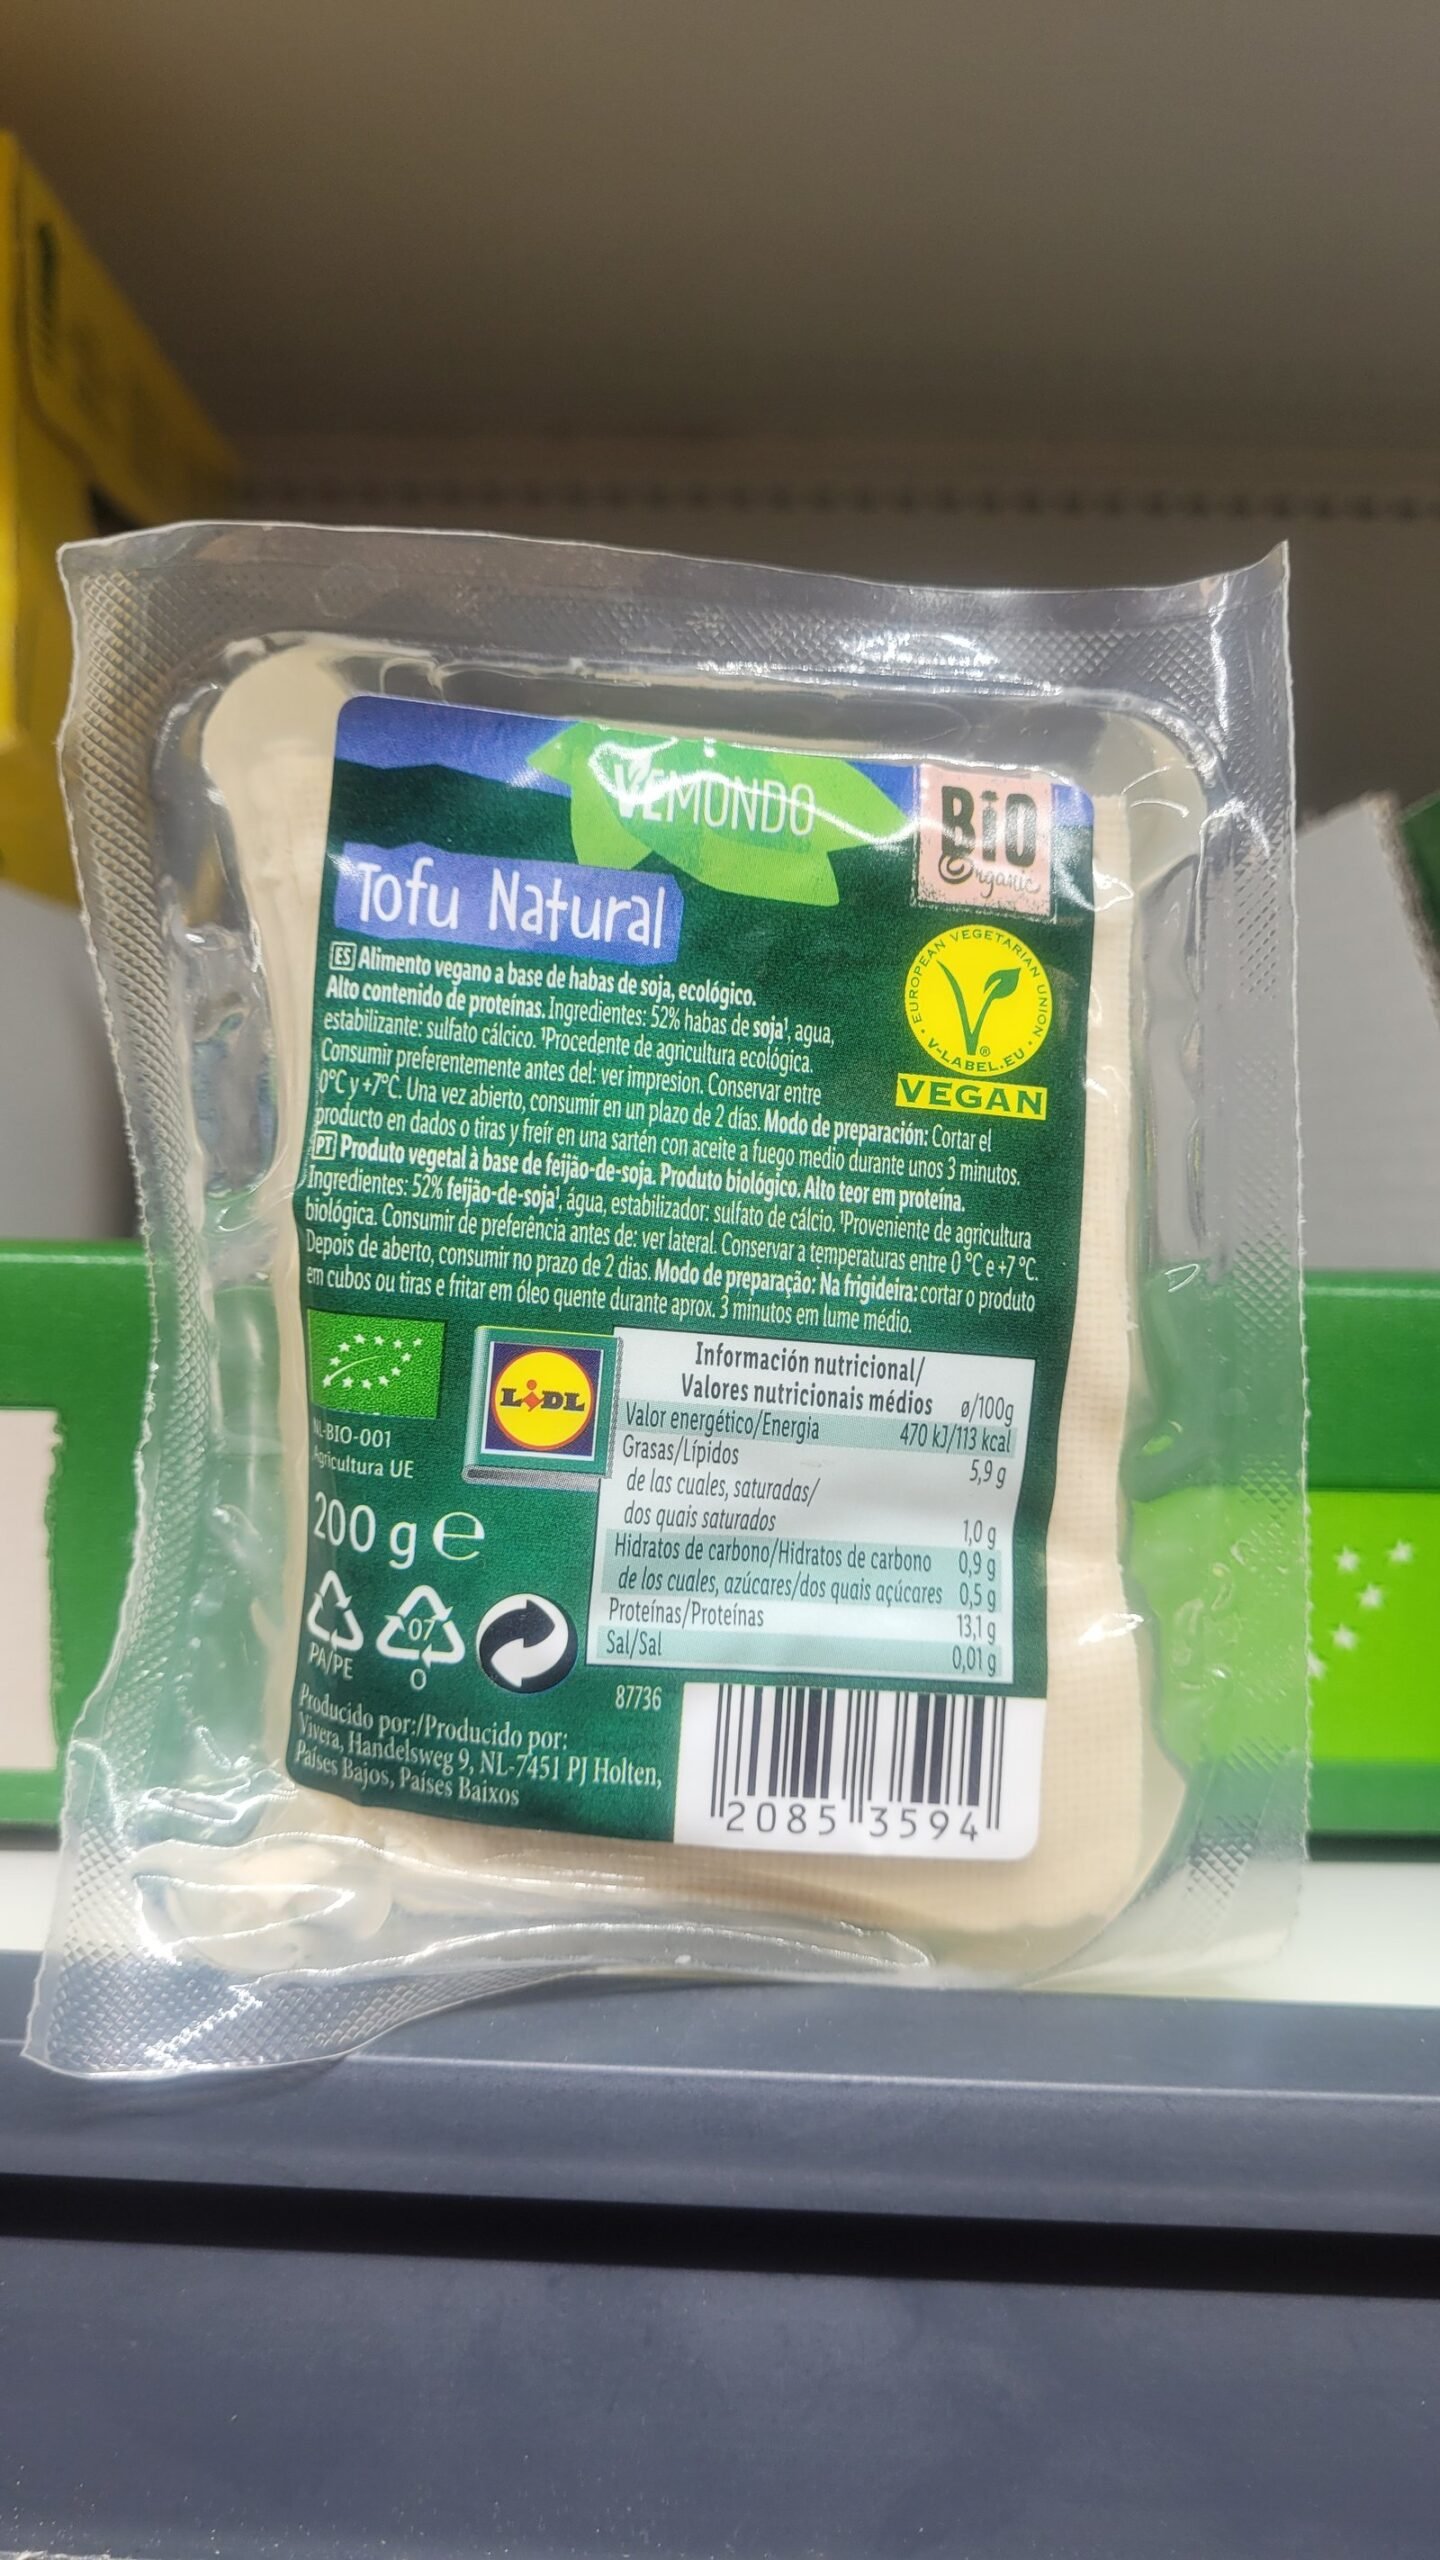 VEMONDO
BIO
Organic
Tofu Natural
EUROPEAN VEGETARIAN UNION
V-LABEL.EU
VEGAN
ES Alimento vegano a base de habas de soja, ecológico.
Alto contenido de proteínas. Ingredientes: 52% habas de soja¹, agua,
estabilizante: sulfato cálcico. ¹Procedente de agricultura ecológica.
Consumir preferentemente antes del: ver impresion. Conservar entre
0°C y +7°C. Una vez abierto, consumir en un plazo de 2 días. Modo de preparación: Cortar el
producto en dados o tiras y freír en una sartén con aceite a fuego medio durante unos 3 minutos.
PT Produto vegetal à base de feijão-de-soja. Produto biológico. Alto teor em proteína.
Ingredientes: 52% feijão-de-soja¹, água, estabilizador: sulfato de cálcio. ¹Proveniente de agricultura
biológica. Consumir de preferência antes de: ver lateral. Conservar a temperaturas entre 0 °C e +7 °C.
Depois de aberto, consumir no prazo de 2 dias. Modo de preparação: Na frigideira: cortar o produto
em cubos ou tiras e fritar em óleo quente durante aprox. 3 minutos em lume médio.
NL-BIO-001
Agricultura UE
LIDL
Información nutricional/
Valores nutricionais médios ø/100g
Valor energético/Energia 470 kJ/113 kcal
Grasas/Lípidos 5,9 g
de las cuales, saturadas/
dos quais saturados 1,0 g
Hidratos de carbono/Hidratos de carbono 0,9 g
de los cuales, azúcares/dos quais açúcares 0,5 g
Proteínas/Proteínas 13,1 g
Sal/Sal 0,01 g
200 g e
PA/PE
07
O
87736
Producido por:/Producido por:
Vivera, Handelsweg 9, NL-7451 PJ Holten,
Países Bajos, Países Baixos
2085 3594